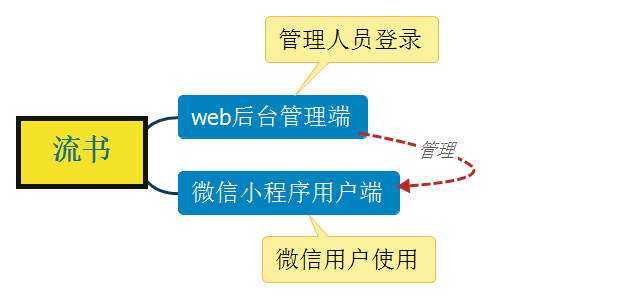 管理人员登录
web后台管理端
流书
管理
微信小程序用户端
微信用户使用